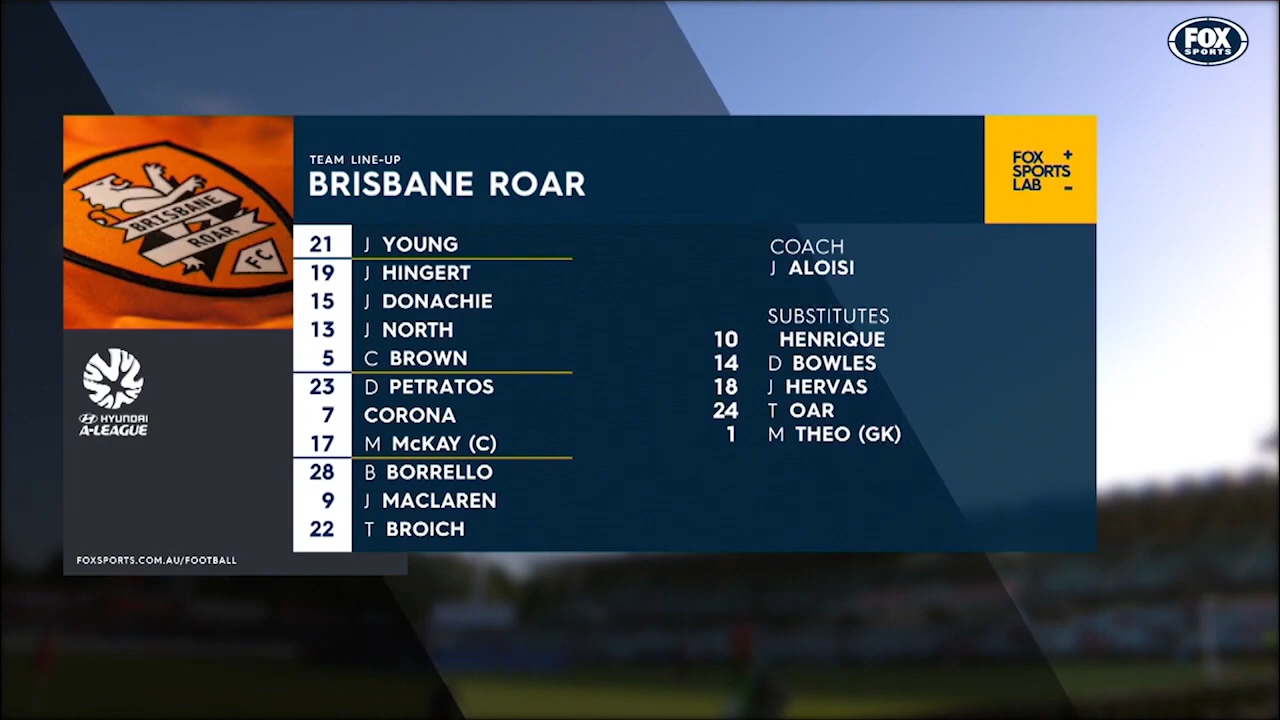 FOX
SPORTS
TEAM LINE-UP
BRISBANE ROAR
FOX +
SPORTS
LAB -
BRISBANE
ROAR
FC
HYUNDAI
A-LEAGUE
21 J YOUNG
19 J HINGERT
15 J DONACHIE
13 J NORTH
5 C BROWN
23 D PETRATOS
7 CORONA
17 M McKAY (C)
28 B BORRELLO
9 J MACLAREN
22 T BROICH
COACH
J ALOISI
SUBSTITUTES
10 HENRIQUE
14 D BOWLES
18 J HERVAS
24 T OAR
1 M THEO (GK)
FOXSPORTS.COM.AU/FOOTBALL